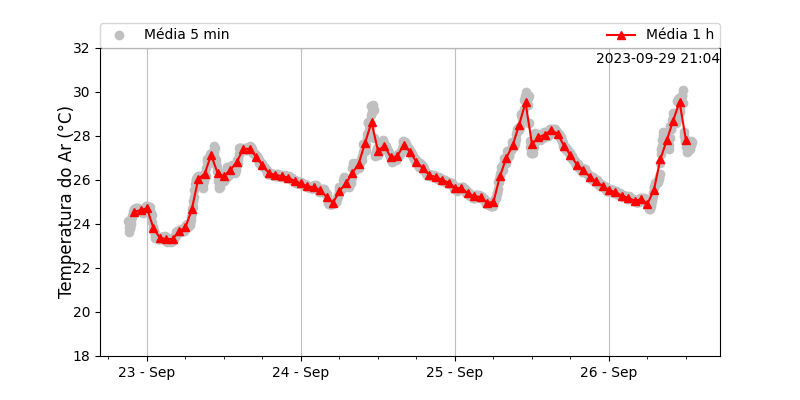 Média 5 min
Média 1 h
2023-09-29 21:04
Temperatura do Ar (°C)
32
30
28
26
24
22
20
18
23 - Sep
24 - Sep
25 - Sep
26 - Sep